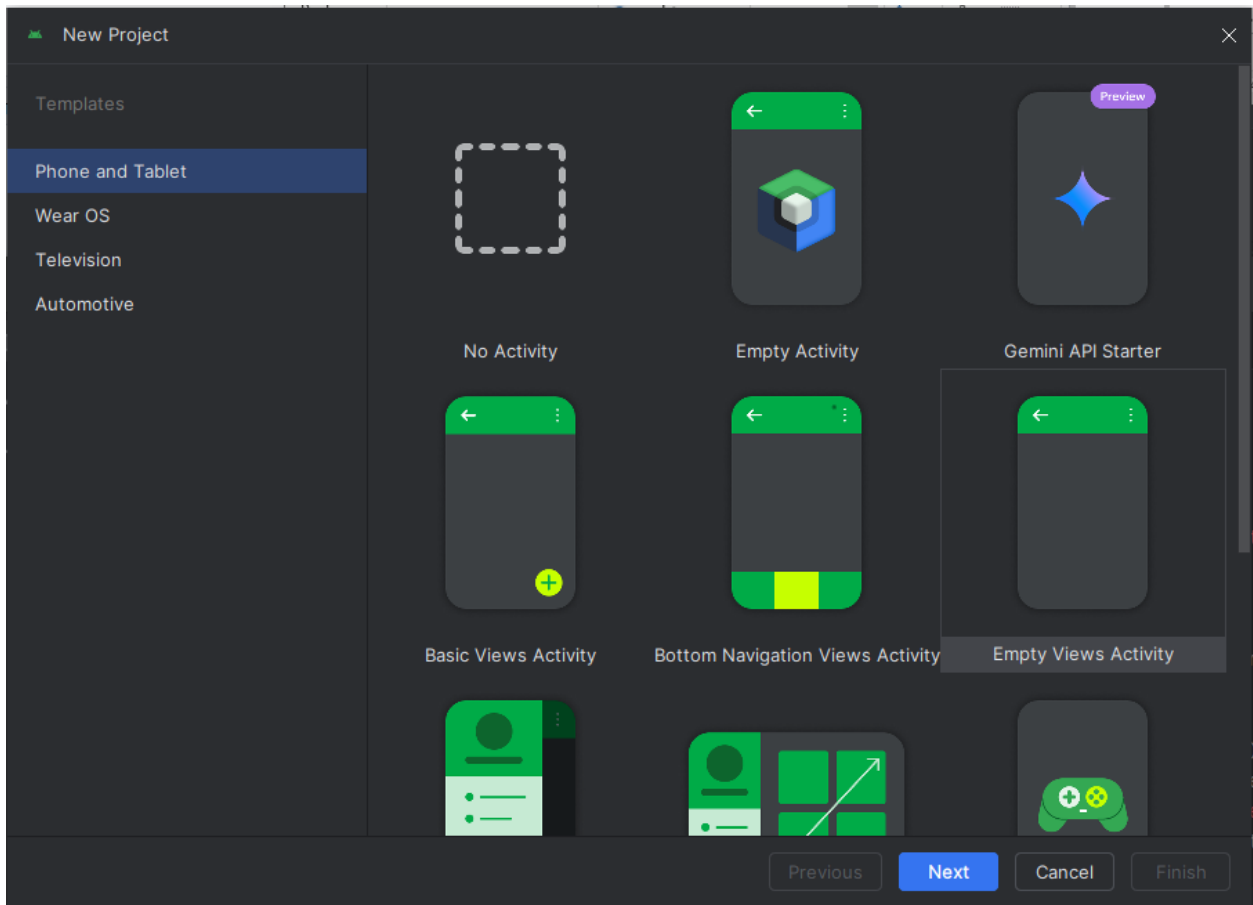 New Project
Templates
Phone and Tablet
Wear OS
Television
Automotive
Preview
No Activity
Empty Activity
Gemini API Starter
Basic Views Activity
Bottom Navigation Views Activity
Empty Views Activity
Previous
Next
Cancel
Finish